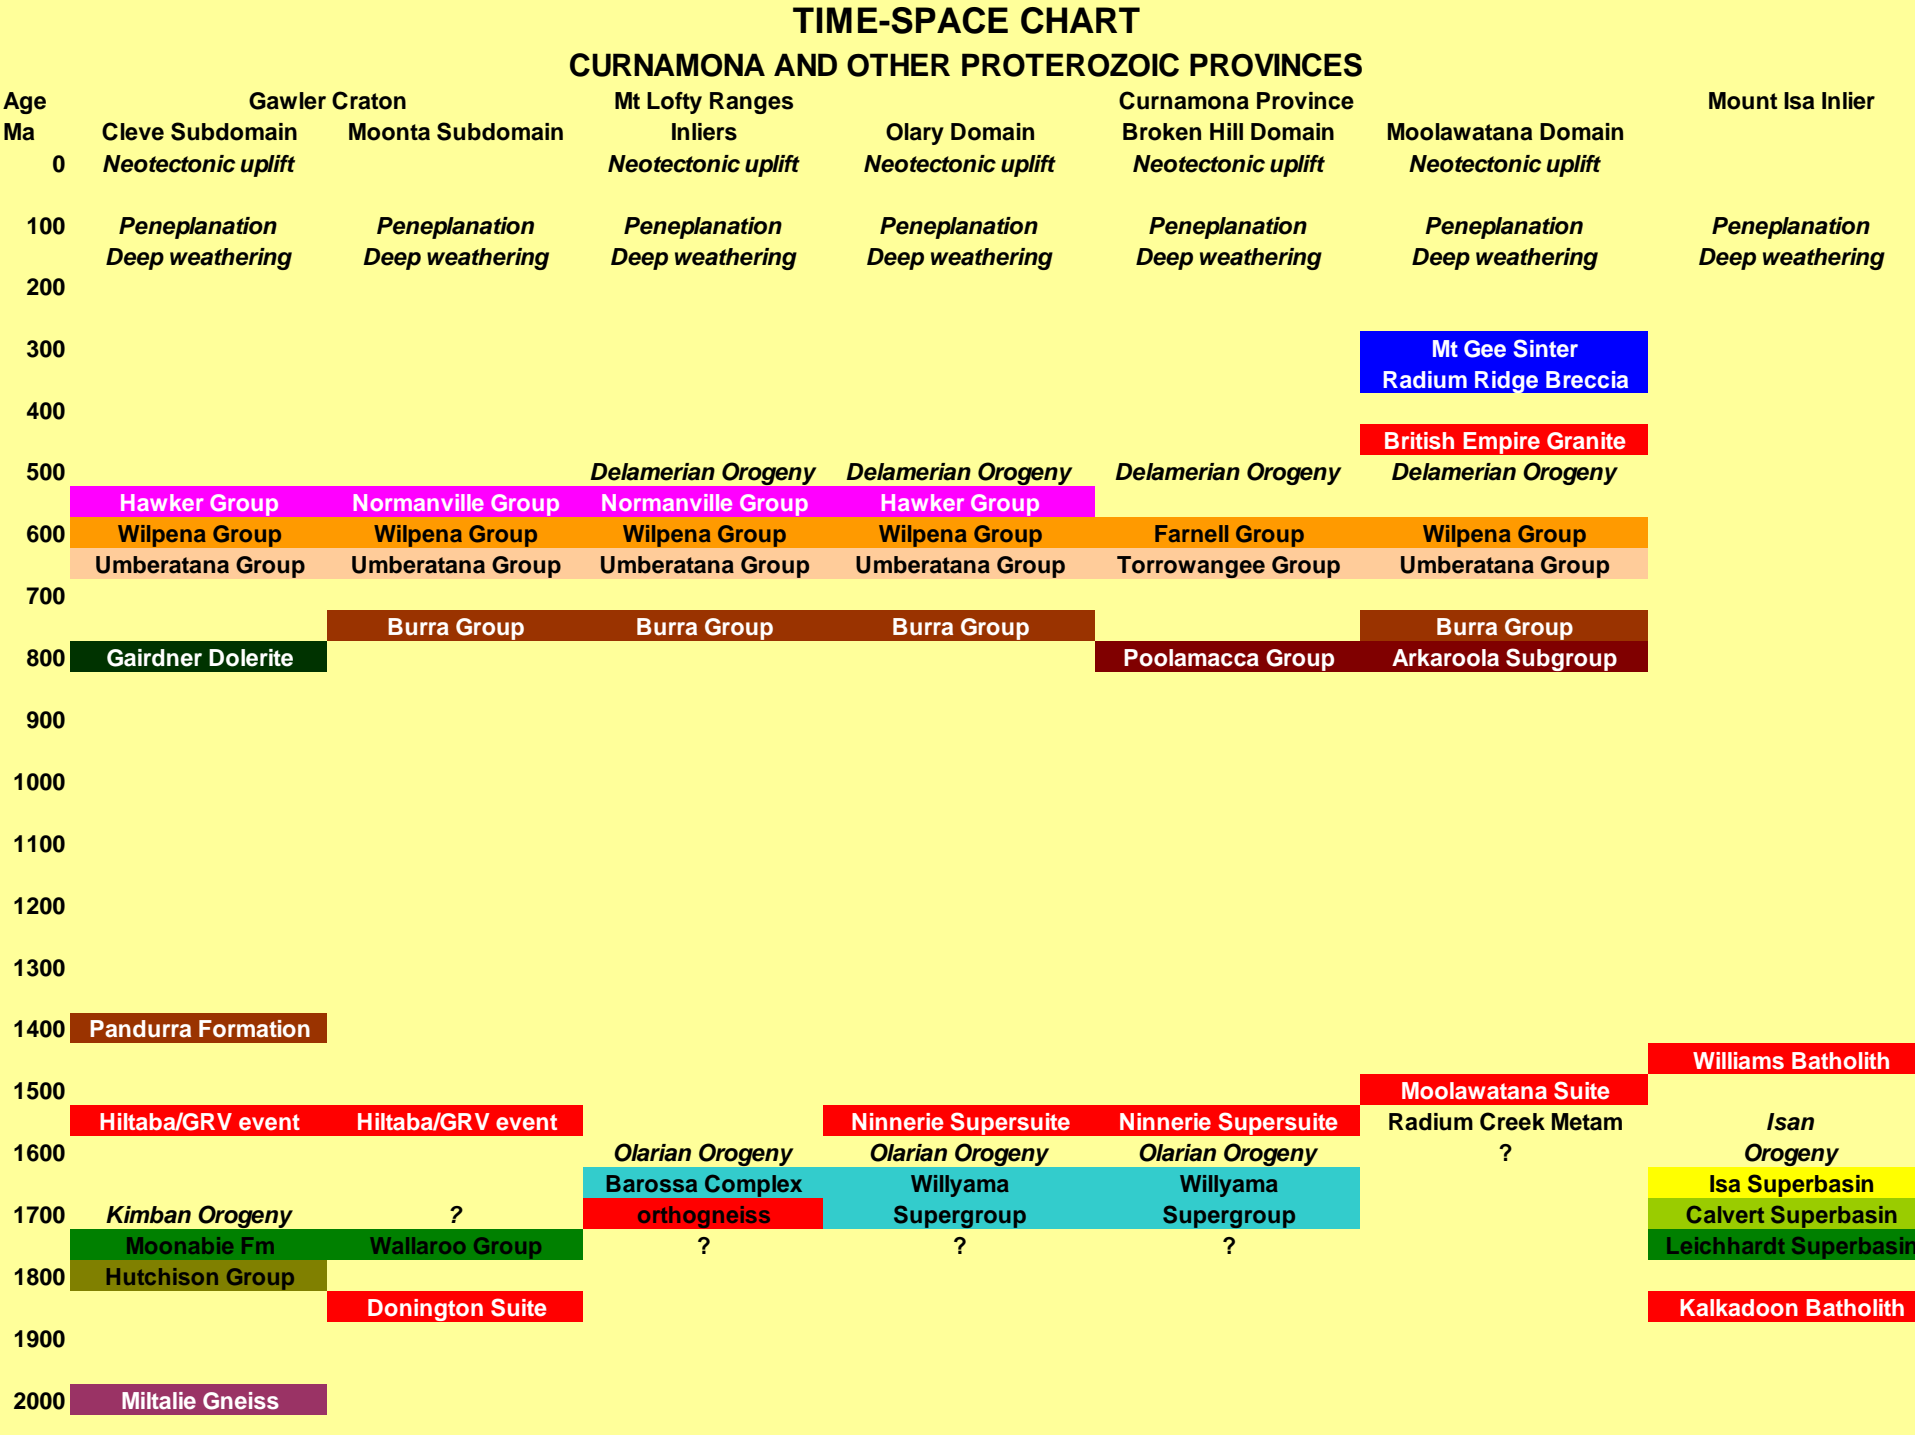 TIME-SPACE CHART
CURNAMONA AND OTHER PROTEROZOIC PROVINCES
Age Gawler Craton Mt Lofty Ranges Curnamona Province Mount Isa Inlier
Ma Cleve Subdomain Moonta Subdomain Inliers Olary Domain Broken Hill Domain Moolawatana Domain
0 Neotectonic uplift Neotectonic uplift Neotectonic uplift Neotectonic uplift Neotectonic uplift
100 Peneplanation Peneplanation Peneplanation Peneplanation Peneplanation Peneplanation Peneplanation
Deep weathering Deep weathering Deep weathering Deep weathering Deep weathering Deep weathering Deep weathering
200
300 Mt Gee Sinter
Radium Ridge Breccia
400
British Empire Granite
500 Delamerian Orogeny Delamerian Orogeny Delamerian Orogeny Delamerian Orogeny
Hawker Group Normanville Group Normanville Group Hawker Group
600 Wilpena Group Wilpena Group Wilpena Group Wilpena Group Farnell Group Wilpena Group
Umberatana Group Umberatana Group Umberatana Group Umberatana Group Torrowangee Group Umberatana Group
700
Burra Group Burra Group Burra Group Burra Group
800 Gairdner Dolerite Poolamacca Group Arkaroola Subgroup
900
1000
1100
1200
1300
1400 Pandurra Formation
Williams Batholith
1500 Moolawatana Suite
Hiltaba/GRV event Hiltaba/GRV event Ninnerie Supersuite Ninnerie Supersuite Radium Creek Metam Isan
1600 Olarian Orogeny Olarian Orogeny Olarian Orogeny ? Orogeny
Barossa Complex Willyama Willyama Isa Superbasin
1700 Kimban Orogeny ? orthogneiss Supergroup Supergroup Calvert Superbasin
Moonabie Fm Wallaroo Group ? ? ? Leichhardt Superbasin
1800 Hutchison Group
Donington Suite Kalkadoon Batholith
1900
2000 Miltalie Gneiss